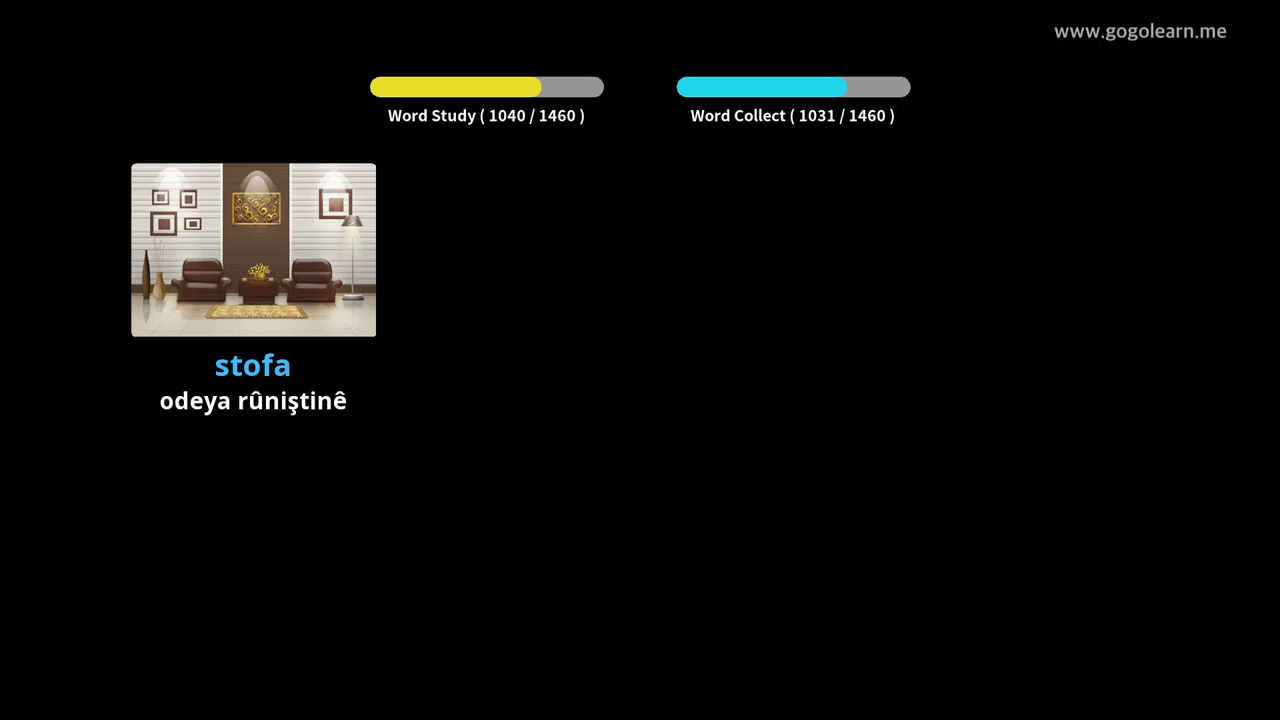 www.gogolearn.me
Word Study ( 1040 / 1460 )
Word Collect ( 1031 / 1460 )
stofa
odeya rûniştinê